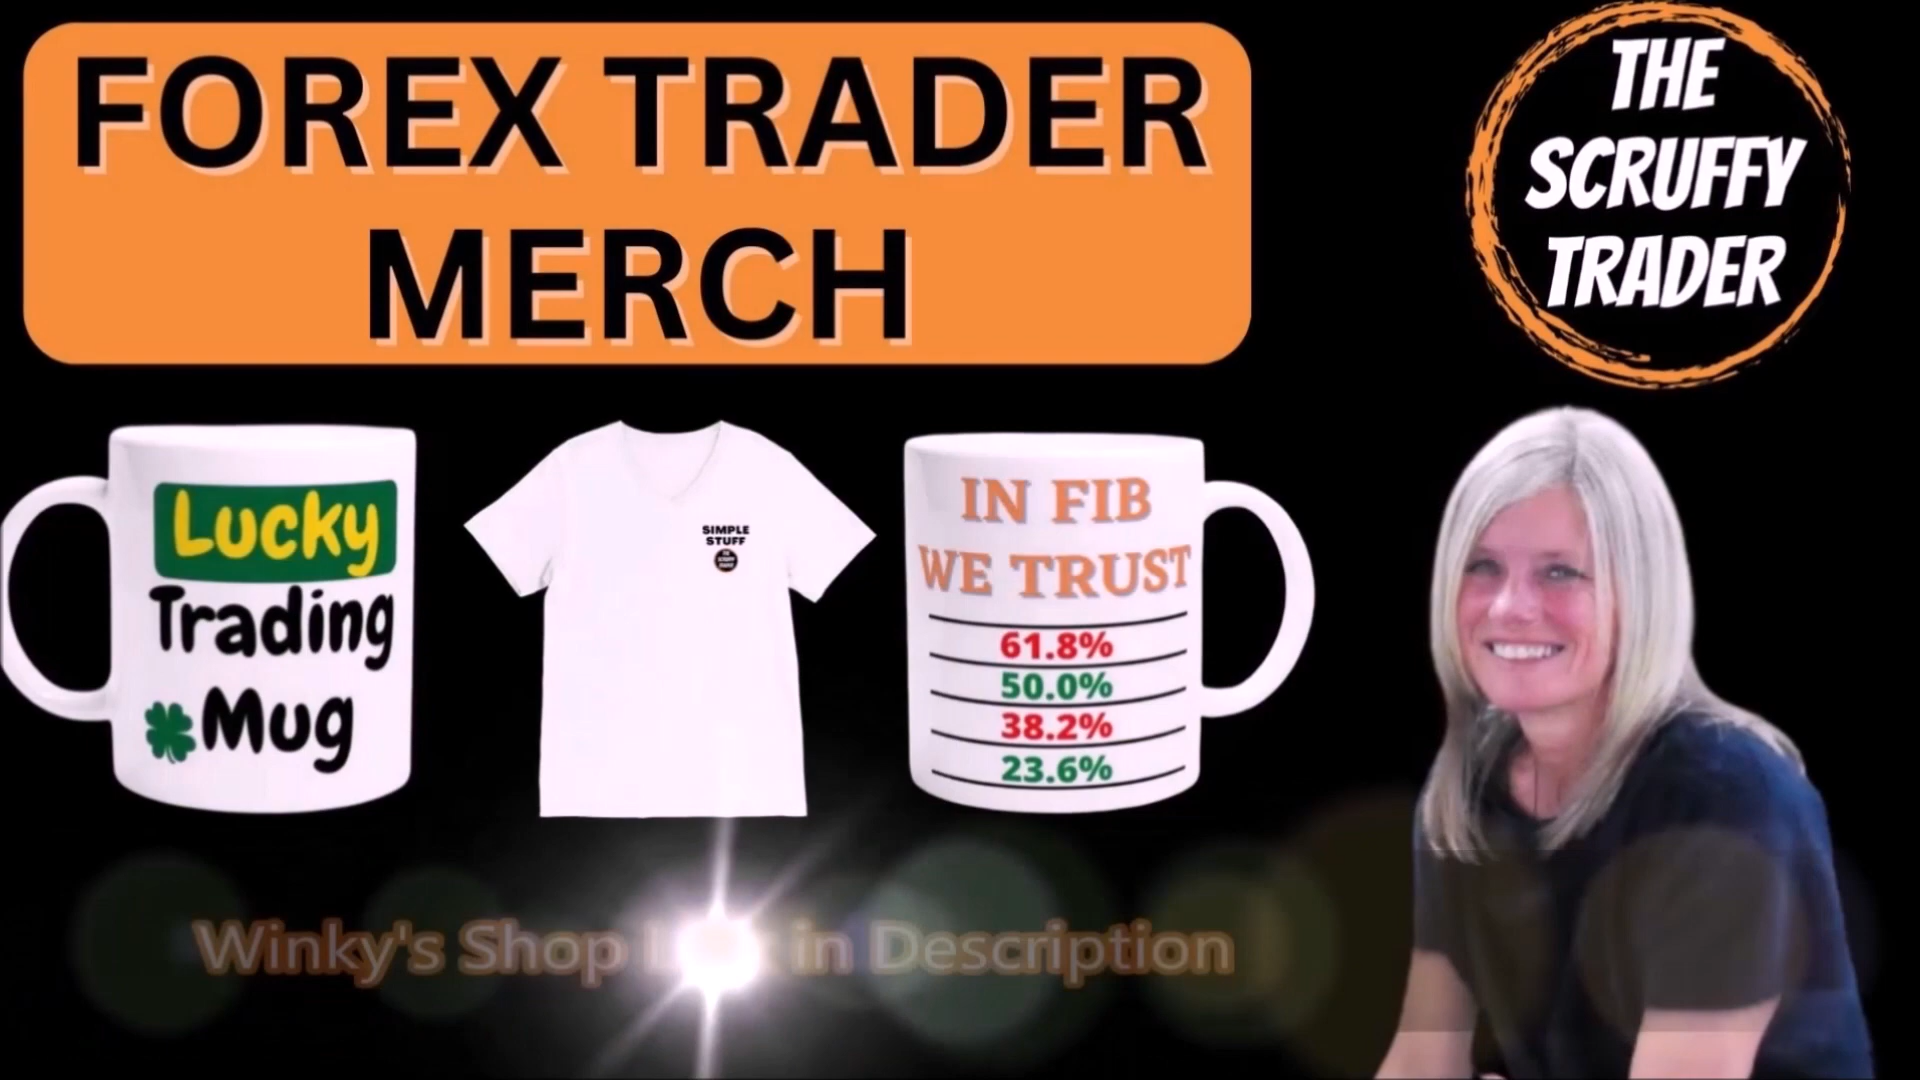 FOREX TRADER
MERCH
THE
SCRUFFY
TRADER
Lucky
Trading
Mug
SIMPLE
STUFF
IN FIB
WE TRUST
61.8%
50.0%
38.2%
23.6%
Winky's Shop in Description